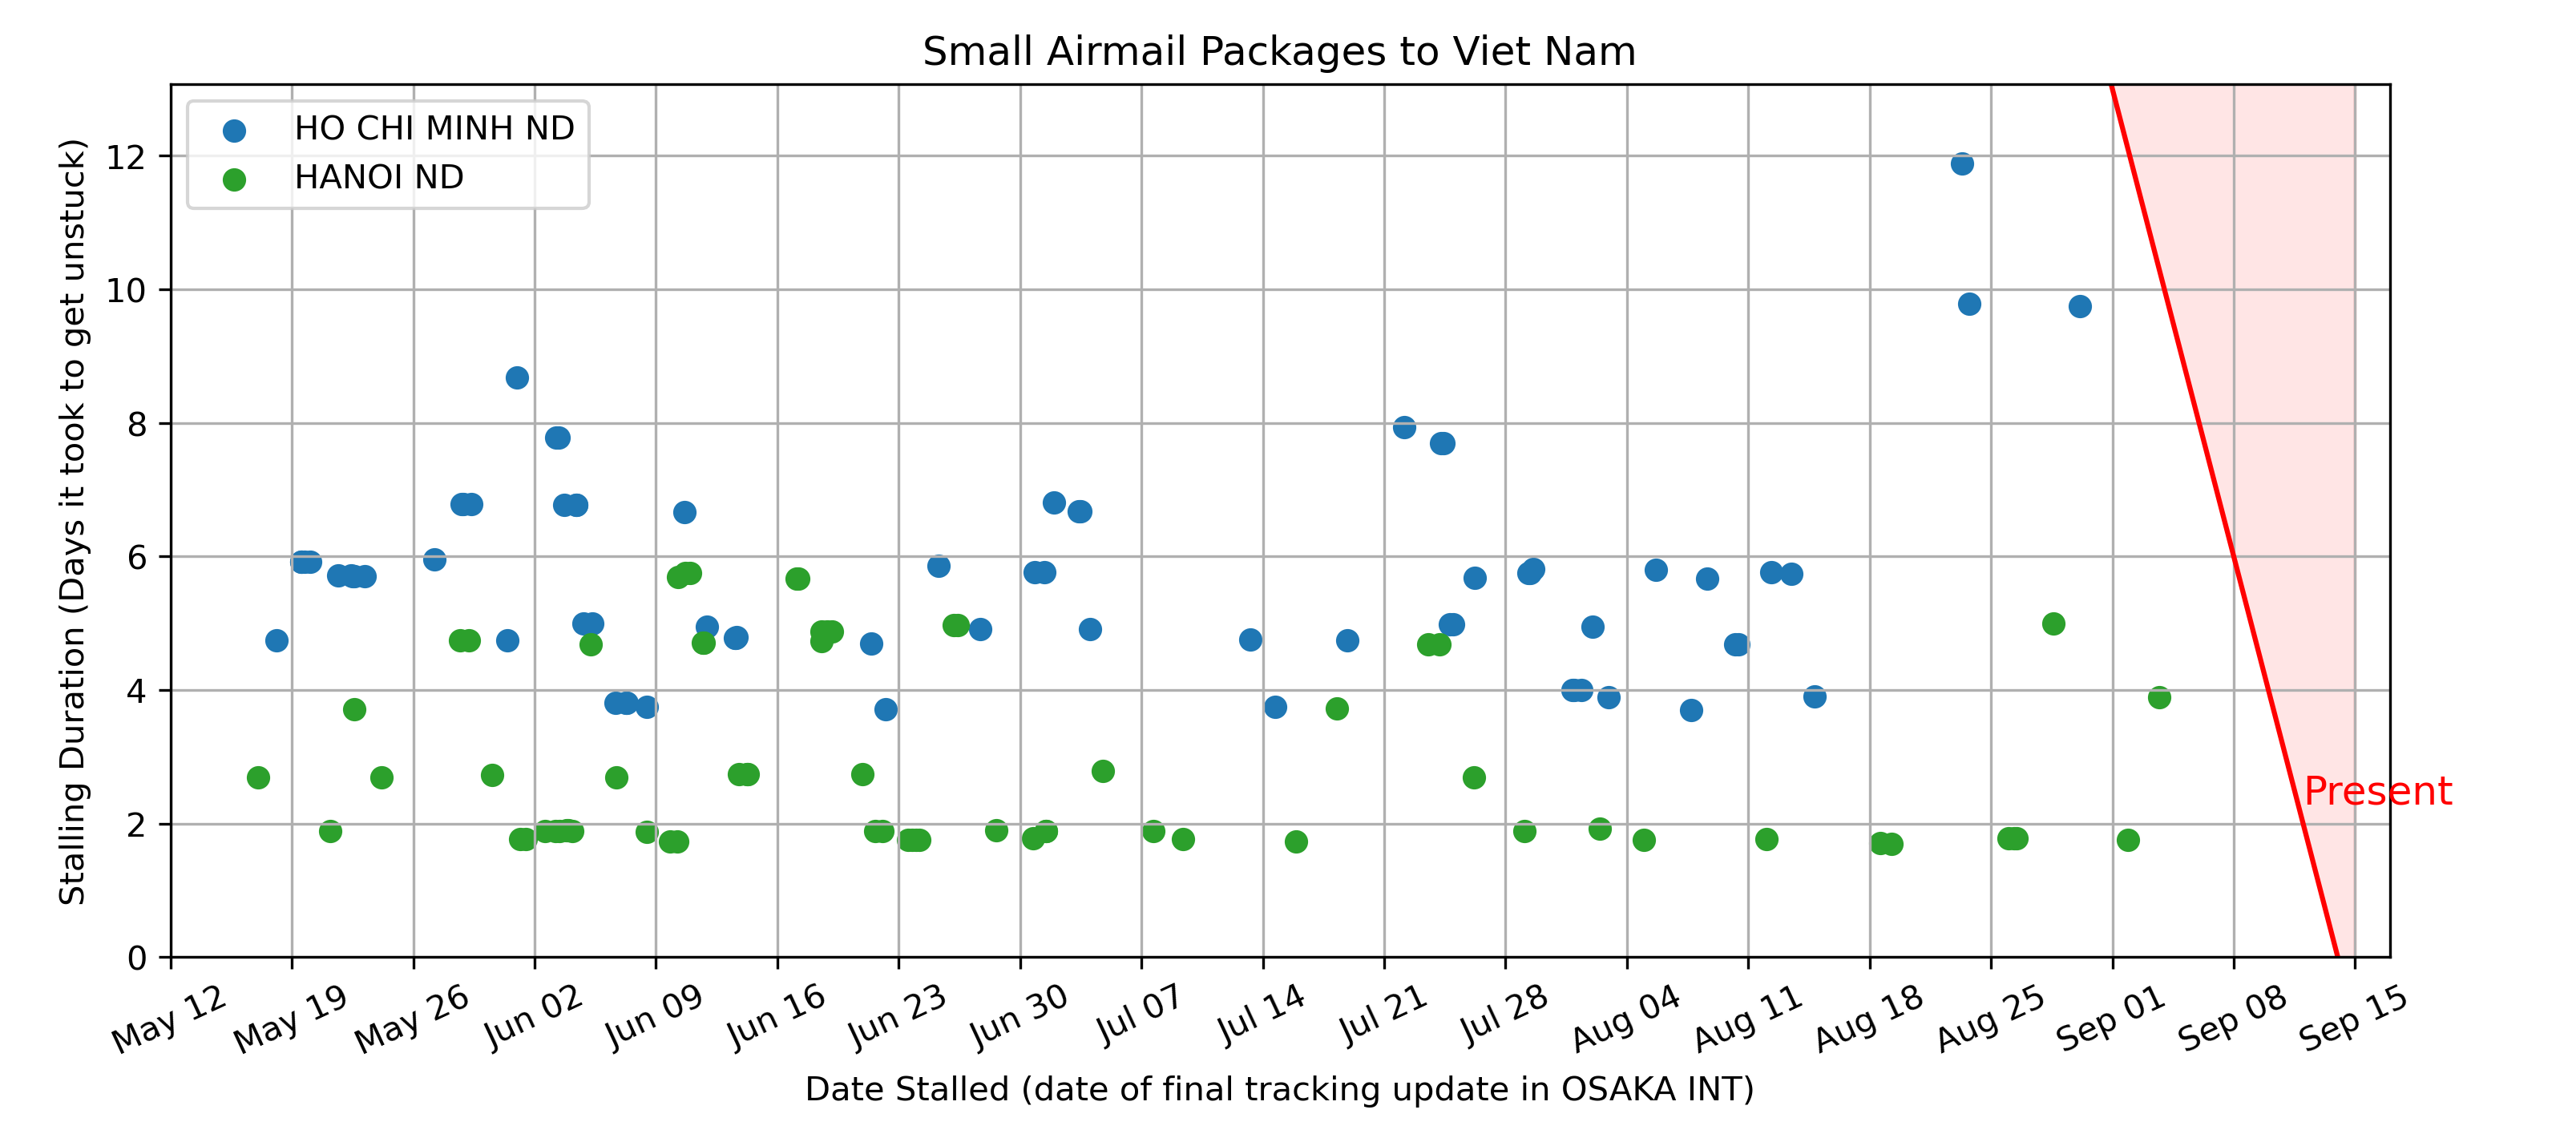 Small Airmail Packages to Viet Nam
HO CHI MINH ND
HANOI ND
Stalling Duration (Days it took to get unstuck)
12
10
8
6
4
2
0
Present
May 12
May 19
May 26
Jun 02
Jun 09
Jun 16
Jun 23
Jun 30
Jul 07
Jul 14
Jul 21
Jul 28
Aug 04
Aug 11
Aug 18
Aug 25
Sep 01
Sep 08
Sep 15
Date Stalled (date of final tracking update in OSAKA INT)